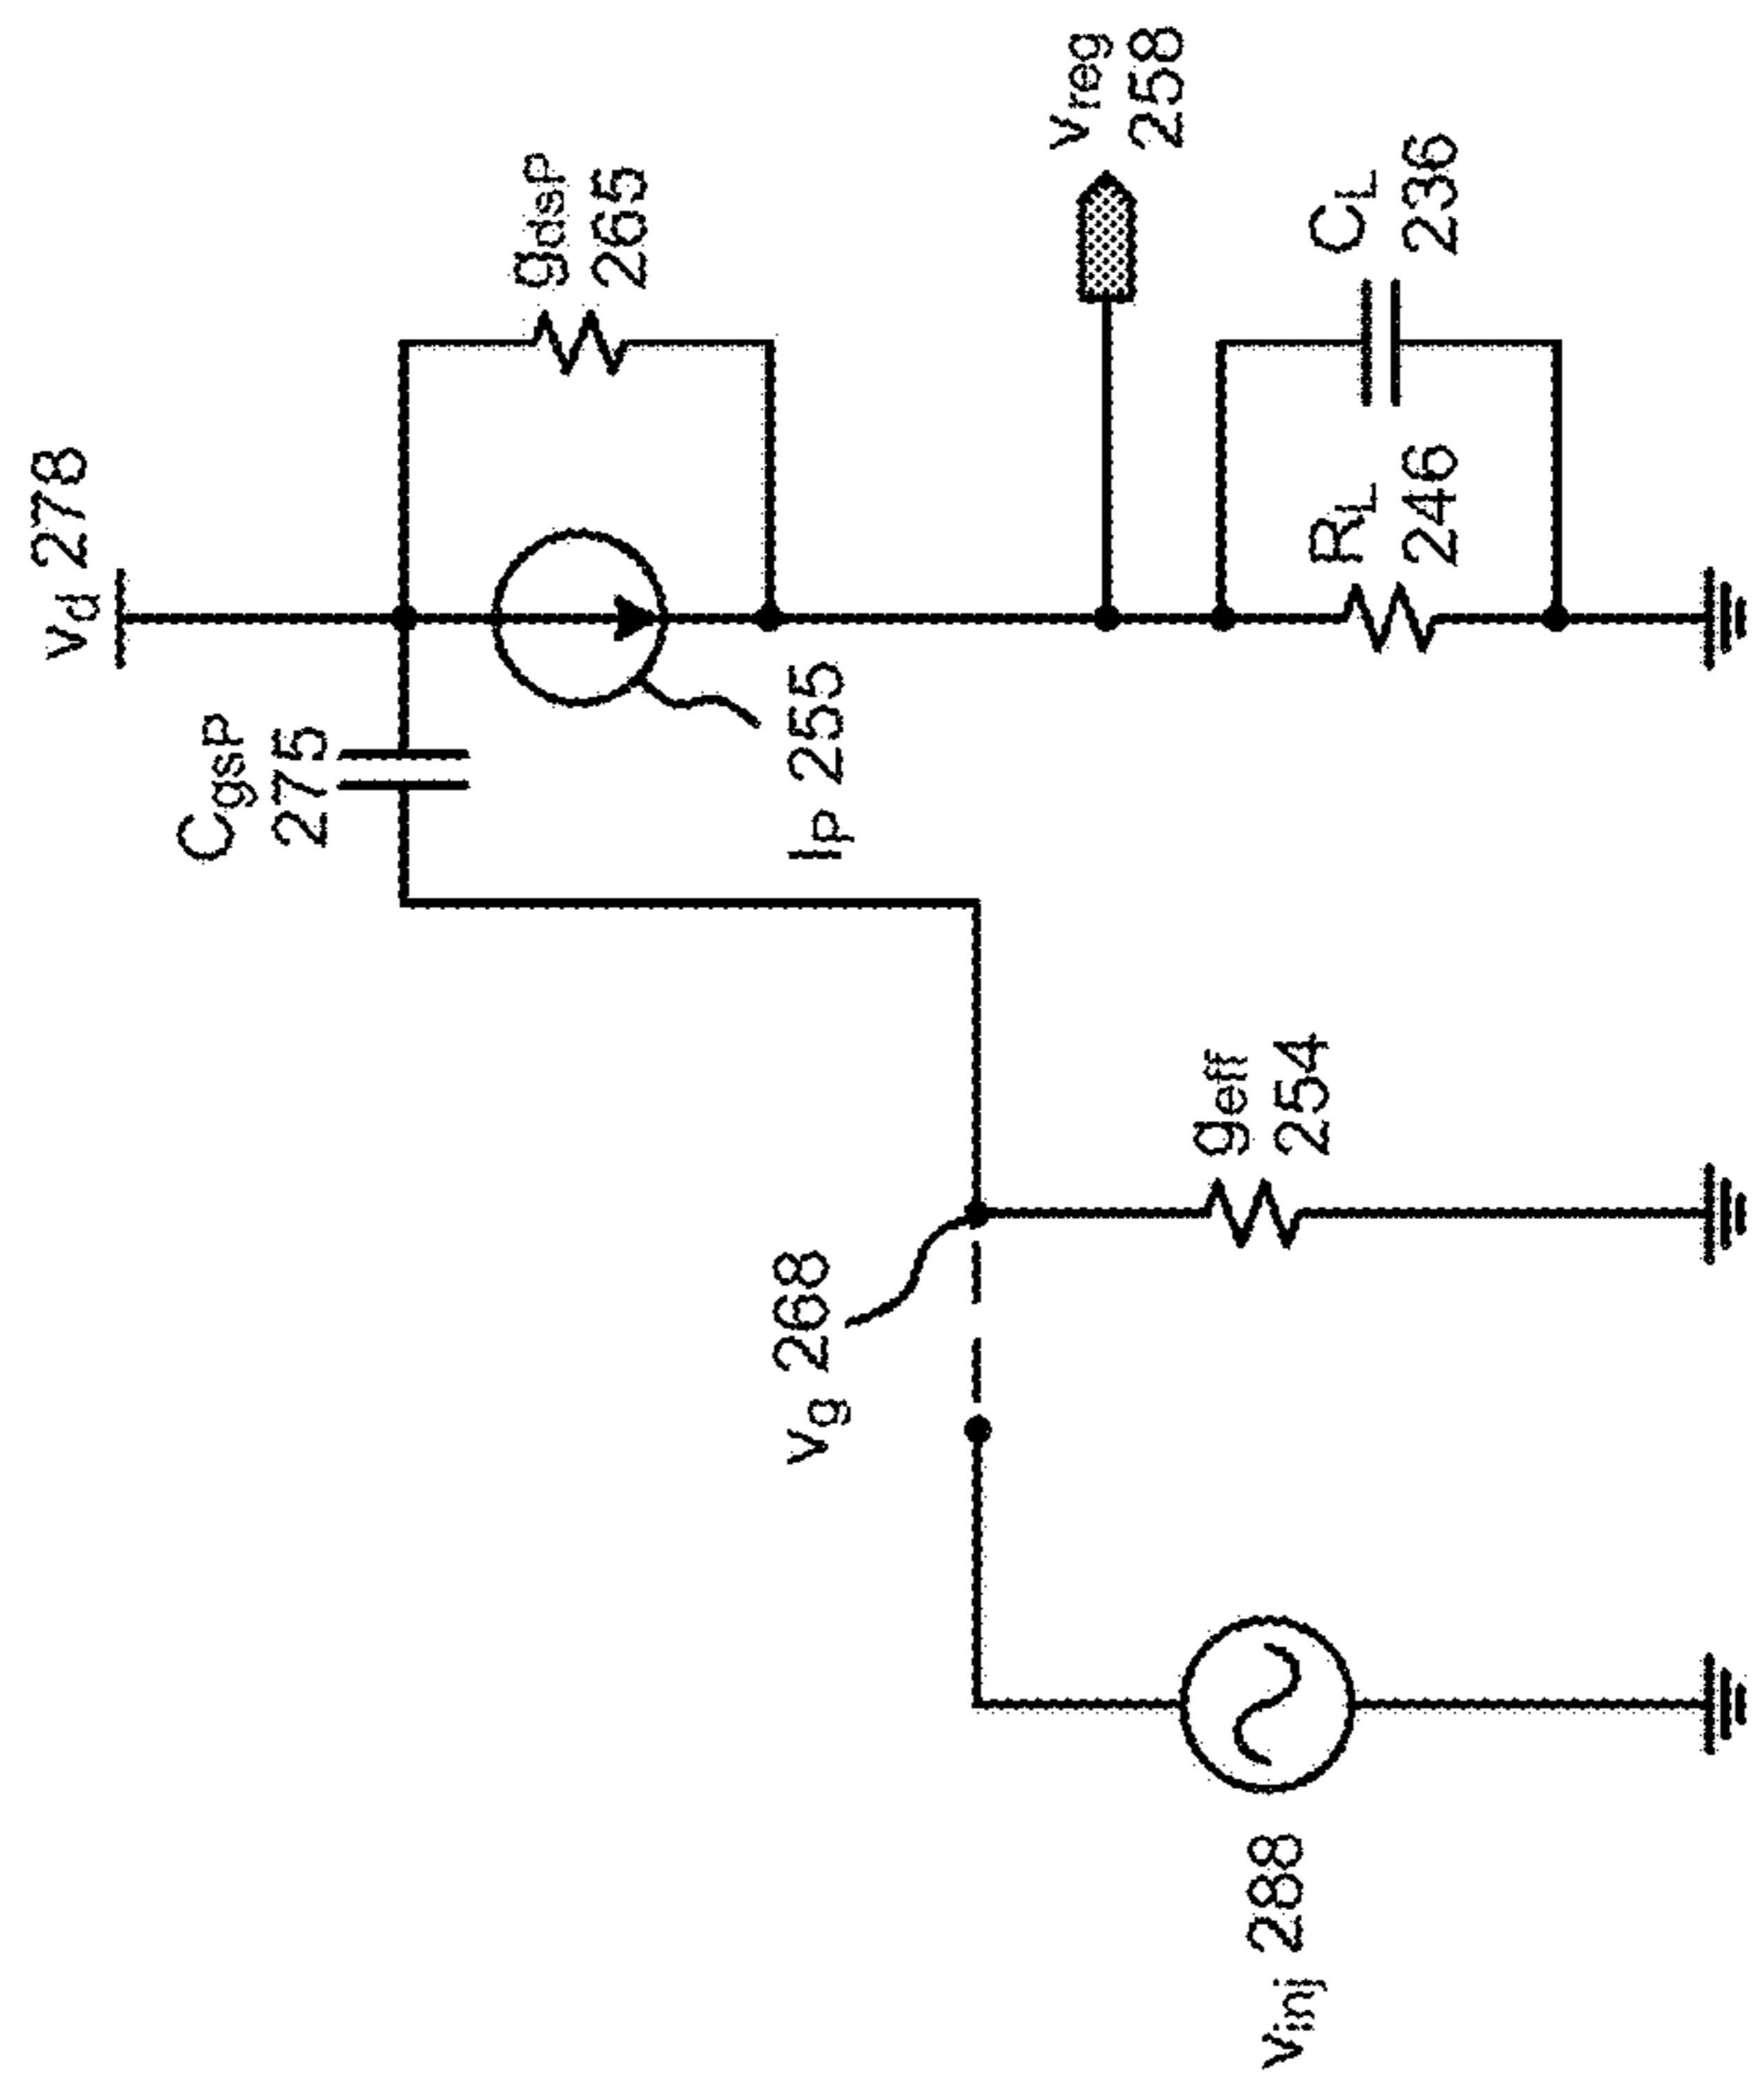 vd 278
CgsP
275
gdsP
265
IP 255
vg 268
vreg
258
geff
254
RL
246
CL
236
vinj 288